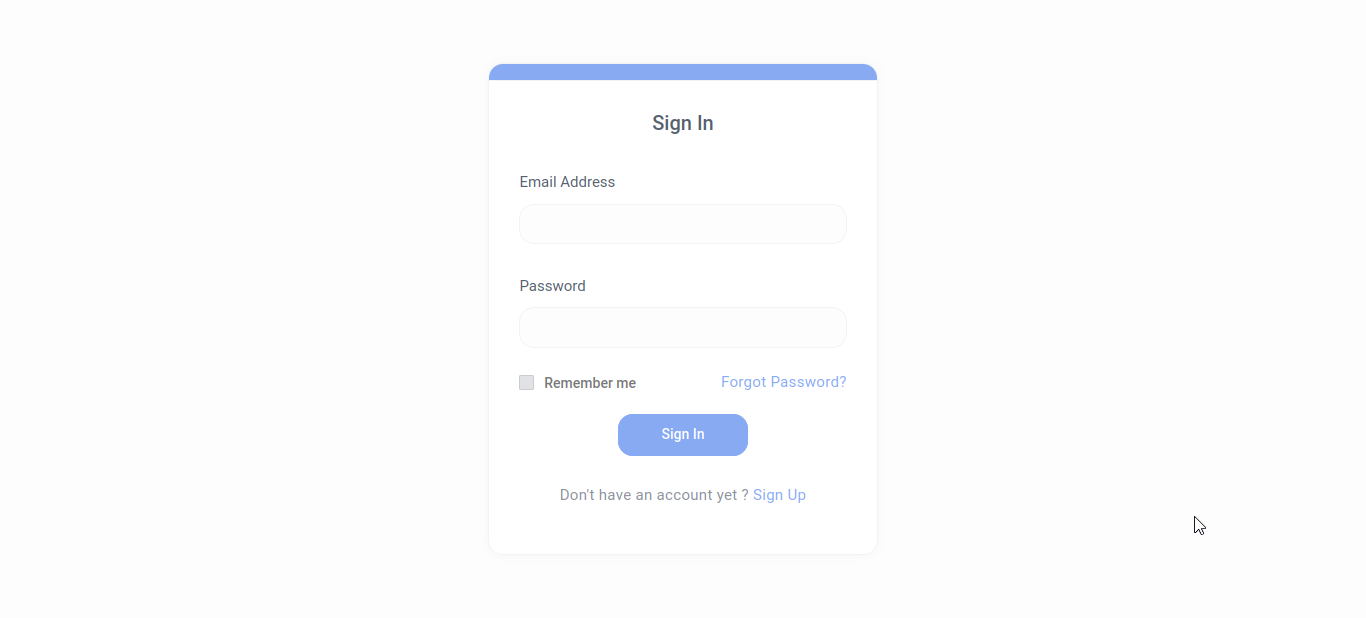 Sign In
Email Address
Password
Remember me
Forgot Password?
Sign In
Don't have an account yet ? Sign Up